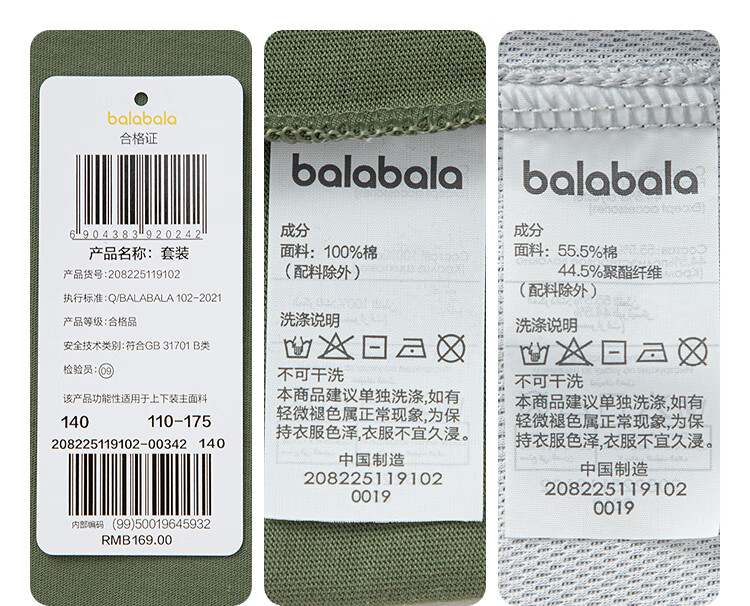 balabala
合格证
6 904383 920242
产品名称：套装
产品货号：208225119102
执行标准：Q/BALABALA 102-2021
产品等级：合格品
安全技术类别：符合GB 31701 B类
检验员：09
该产品功能性适用于上下装主面料
140 110-175
208225119102-00342 140
内部编码 (99)50019645932
RMB169.00
balabala
成分
面料：100%棉
（配料除外）
洗涤说明
不可干洗
本商品建议单独洗涤,如有
轻微褪色属正常现象,为保
持衣服色泽,衣服不宜久浸。
中国制造
208225119102
0019
balabala
成分
面料：55.5%棉
44.5%聚酯纤维
（配料除外）
洗涤说明
不可干洗
本商品建议单独洗涤,如有
轻微褪色属正常现象,为保
持衣服色泽,衣服不宜久浸。
中国制造
208225119102
0019